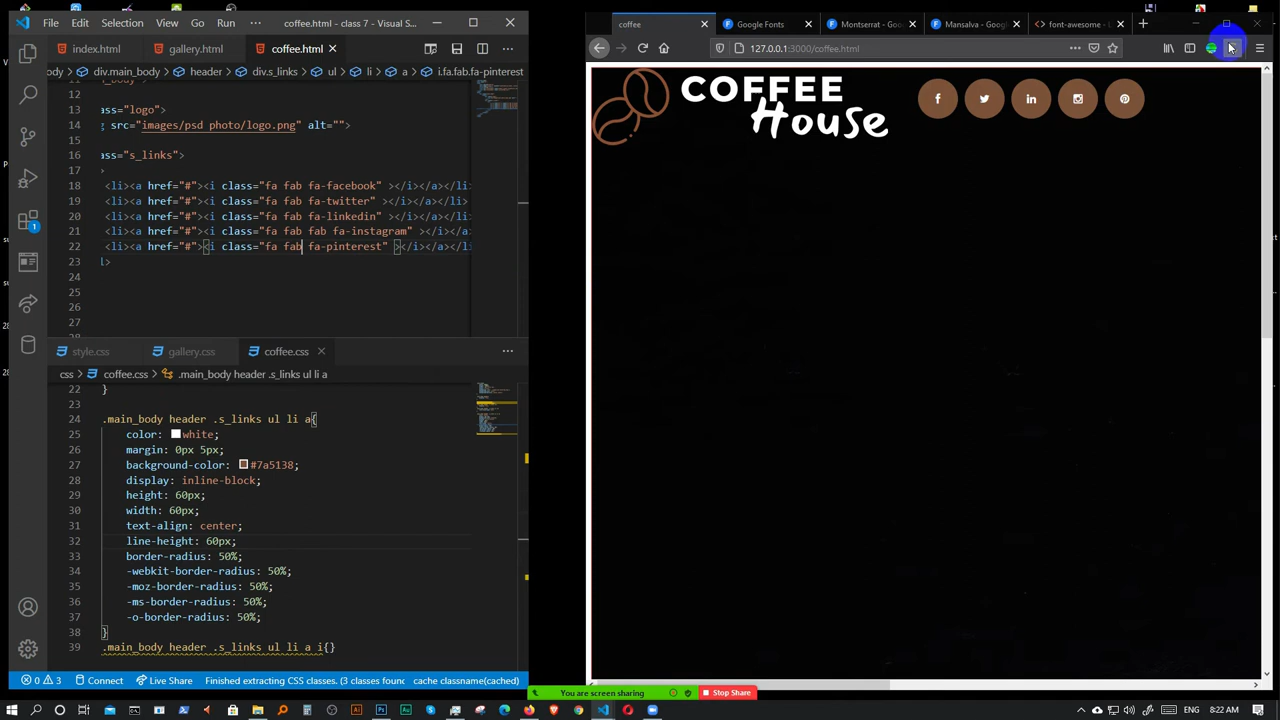 File Edit Selection View Go Run ··· coffee.html - class 7 - Visual S...
index.html gallery.html coffee.html
body > div.main_body > header > div.s_links > ul > li > a > i.fa.fab.fa-pinterest
12
13 ass="logo">
14 g src="images/psd photo/logo.png" alt="">
15
16 ass="s_links">
17 >
18 <li><a href="#"><i class="fa fab fa-facebook" ></i></a></li>
19 <li><a href="#"><i class="fa fab fa-twitter" ></i></a></li>
20 <li><a href="#"><i class="fa fab fa-linkedin" ></i></a></li>
21 <li><a href="#"><i class="fa fab fab fa-instagram" ></i></a></li>
22 <li><a href="#"><i class="fa fab fa-pinterest" ></i></a></li
23 l>
24
25
26
27
style.css gallery.css coffee.css
css > coffee.css > .main_body header .s_links ul li a
22 }
23
24 .main_body header .s_links ul li a{
25 color: white;
26 margin: 0px 5px;
27 background-color: #7a5138;
28 display: inline-block;
29 height: 60px;
30 width: 60px;
31 text-align: center;
32 line-height: 60px;
33 border-radius: 50%;
34 -webkit-border-radius: 50%;
35 -moz-border-radius: 50%;
36 -ms-border-radius: 50%;
37 -o-border-radius: 50%;
38 }
39 .main_body header .s_links ul li a i{}
0 3 Connect Live Share Finished extracting CSS classes. (3 classes found cache classname(cached)
coffee Google Fonts Montserrat - Goo Mansalva - Goog font-awesome - L
127.0.0.1:3000/coffee.html
COFFEE
House
You are screen sharing Stop Share
ENG 8:22 AM